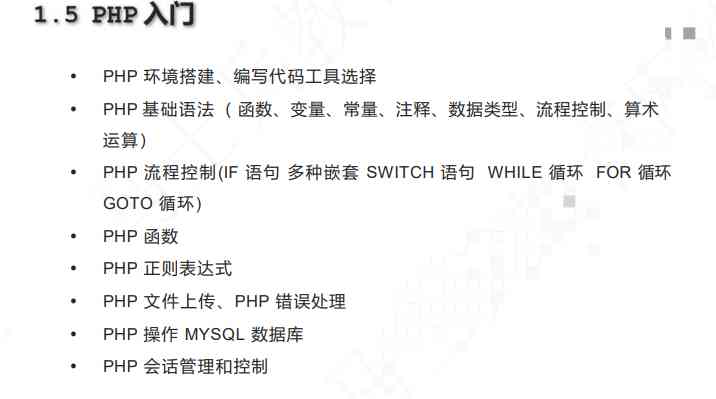 1.5 PHP 入门
• PHP 环境搭建、编写代码工具选择
• PHP 基础语法（ 函数、变量、常量、注释、数据类型、流程控制、算术
运算）
• PHP 流程控制(IF 语句 多种嵌套 SWITCH 语句 WHILE 循环 FOR 循环
GOTO 循环)
• PHP 函数
• PHP 正则表达式
• PHP 文件上传、PHP 错误处理
• PHP 操作 MYSQL 数据库
• PHP 会话管理和控制